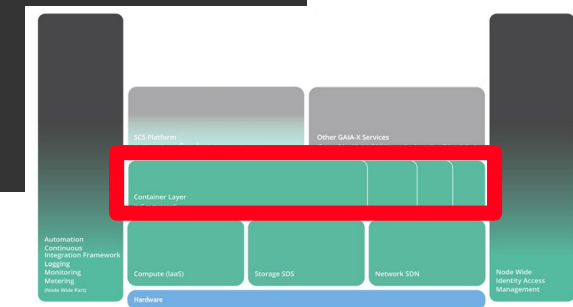 SCS Platform
Other GAIA-X Services
Container Layer
Automation
Continuous
Integration Framework
Logging
Monitoring
Metering
(Node Wide Part)
Compute (IaaS)
Storage SDS
Network SDN
Node Wide
Identity Access
Management
Hardware